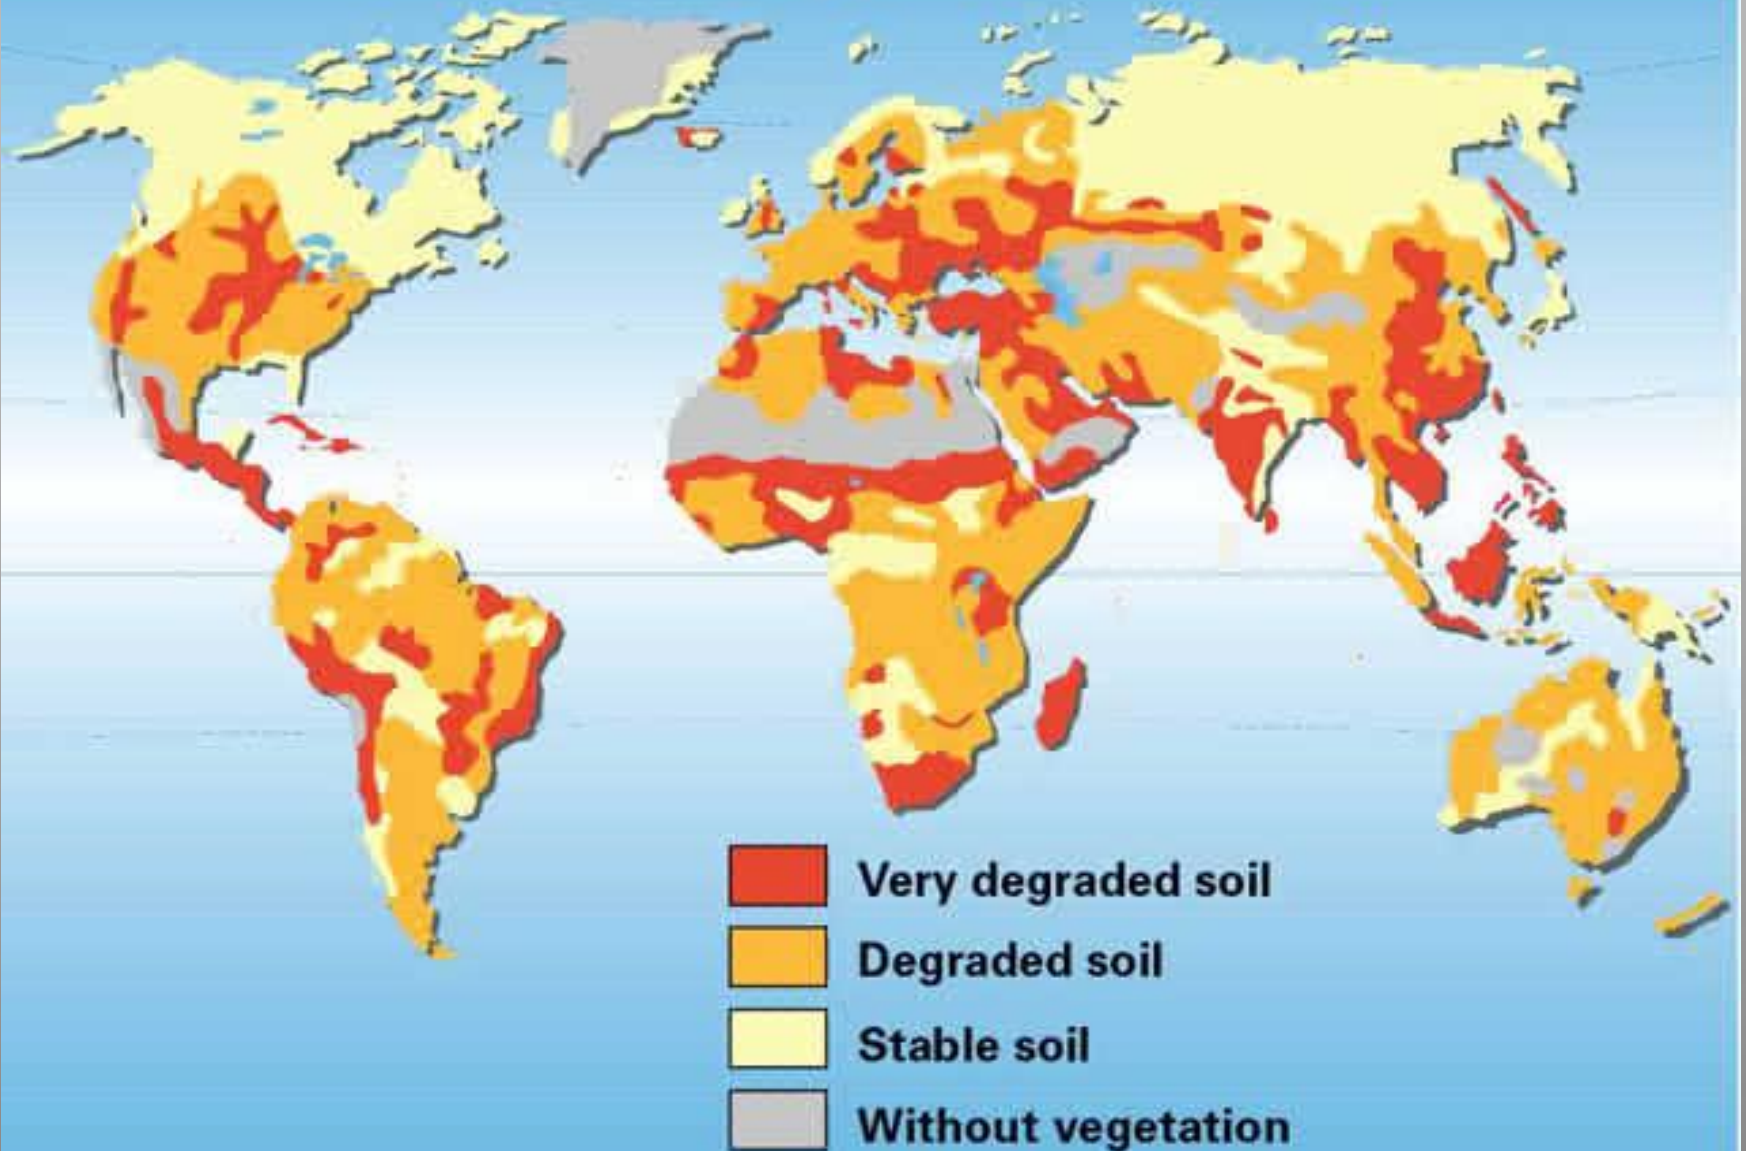 Very degraded soil
Degraded soil
Stable soil
Without vegetation